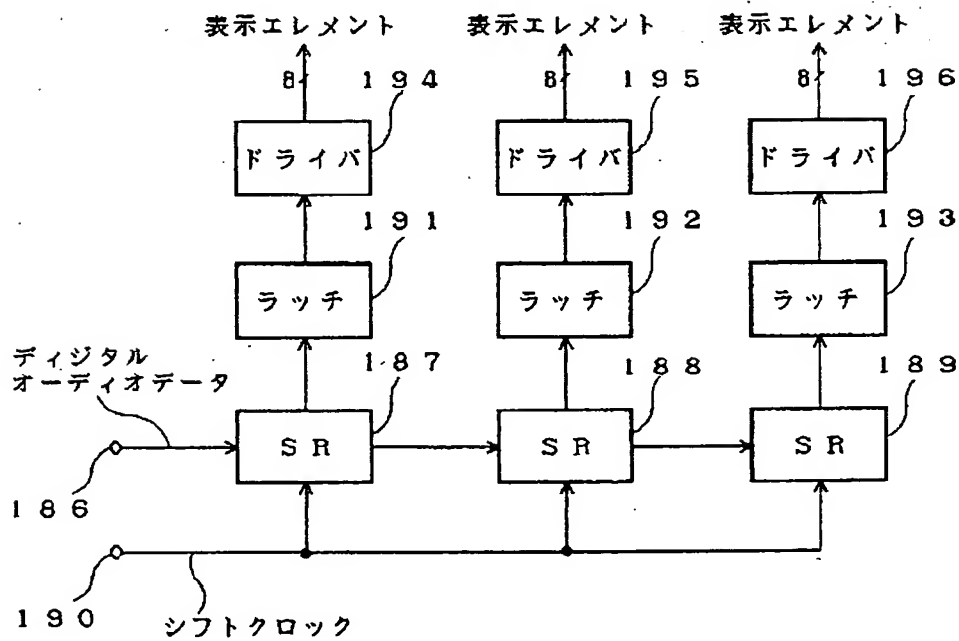 表示エレメント 表示エレメント 表示エレメント
8 194 8 195 8 196
ドライバ ドライバ ドライバ
191 192 193
ラッチ ラッチ ラッチ
ディジタル
オーディオデータ
187 188 189
SR SR SR
186
190
シフトクロック